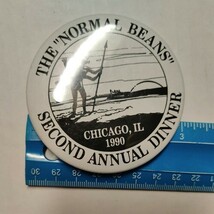 THE "NORMAL BEANS"
CHICAGO, IL
1990
SECOND ANNUAL DINNER